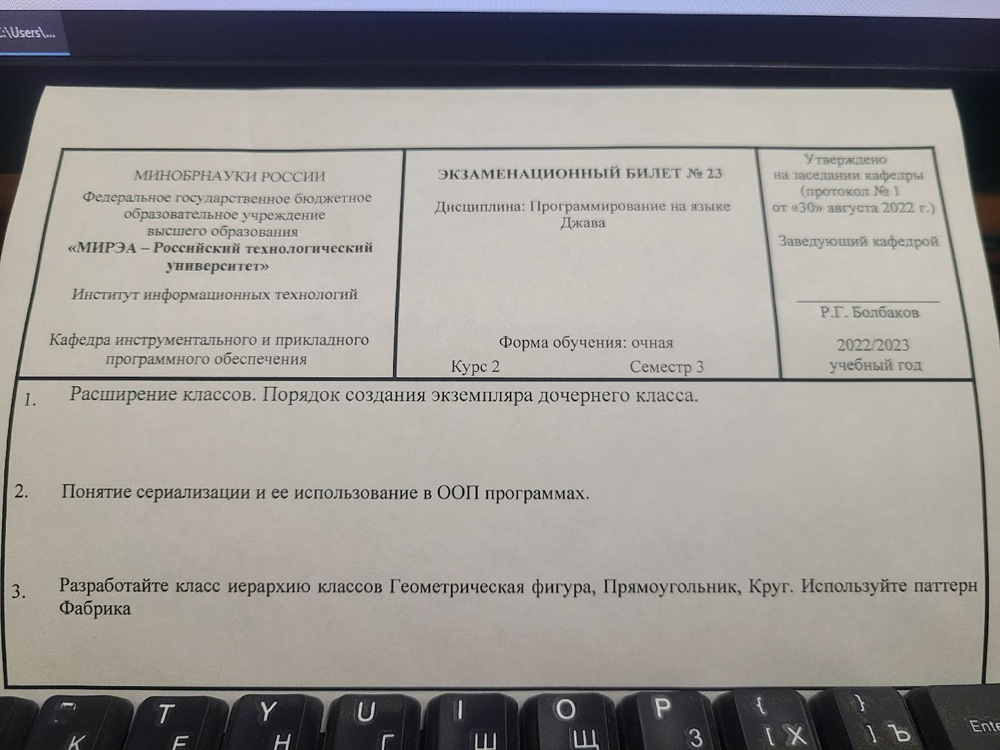 C:\Users\...
МИНОБРНАУКИ РОССИИ
Федеральное государственное бюджетное
образовательное учреждение
высшего образования
«МИРЭА – Российский технологический
университет»
Институт информационных технологий
Кафедра инструментального и прикладного
программного обеспечения
ЭКЗАМЕНАЦИОННЫЙ БИЛЕТ № 23
Дисциплина: Программирование на языке
Джава
Форма обучения: очная
Курс 2 Семестр 3
Утверждено
на заседании кафедры
(протокол № 1
от «30» августа 2022 г.)
Заведующий кафедрой
Р.Г. Болбаков
2022/2023
учебный год
1. Расширение классов. Порядок создания экземпляра дочернего класса.
2. Понятие сериализации и ее использование в ООП программах.
3. Разработайте класс иерархию классов Геометрическая фигура, Прямоугольник, Круг. Используйте паттерн
Фабрика
T Y U I O P { }
К Е Н Г Ш Щ З [ Х ] Ъ